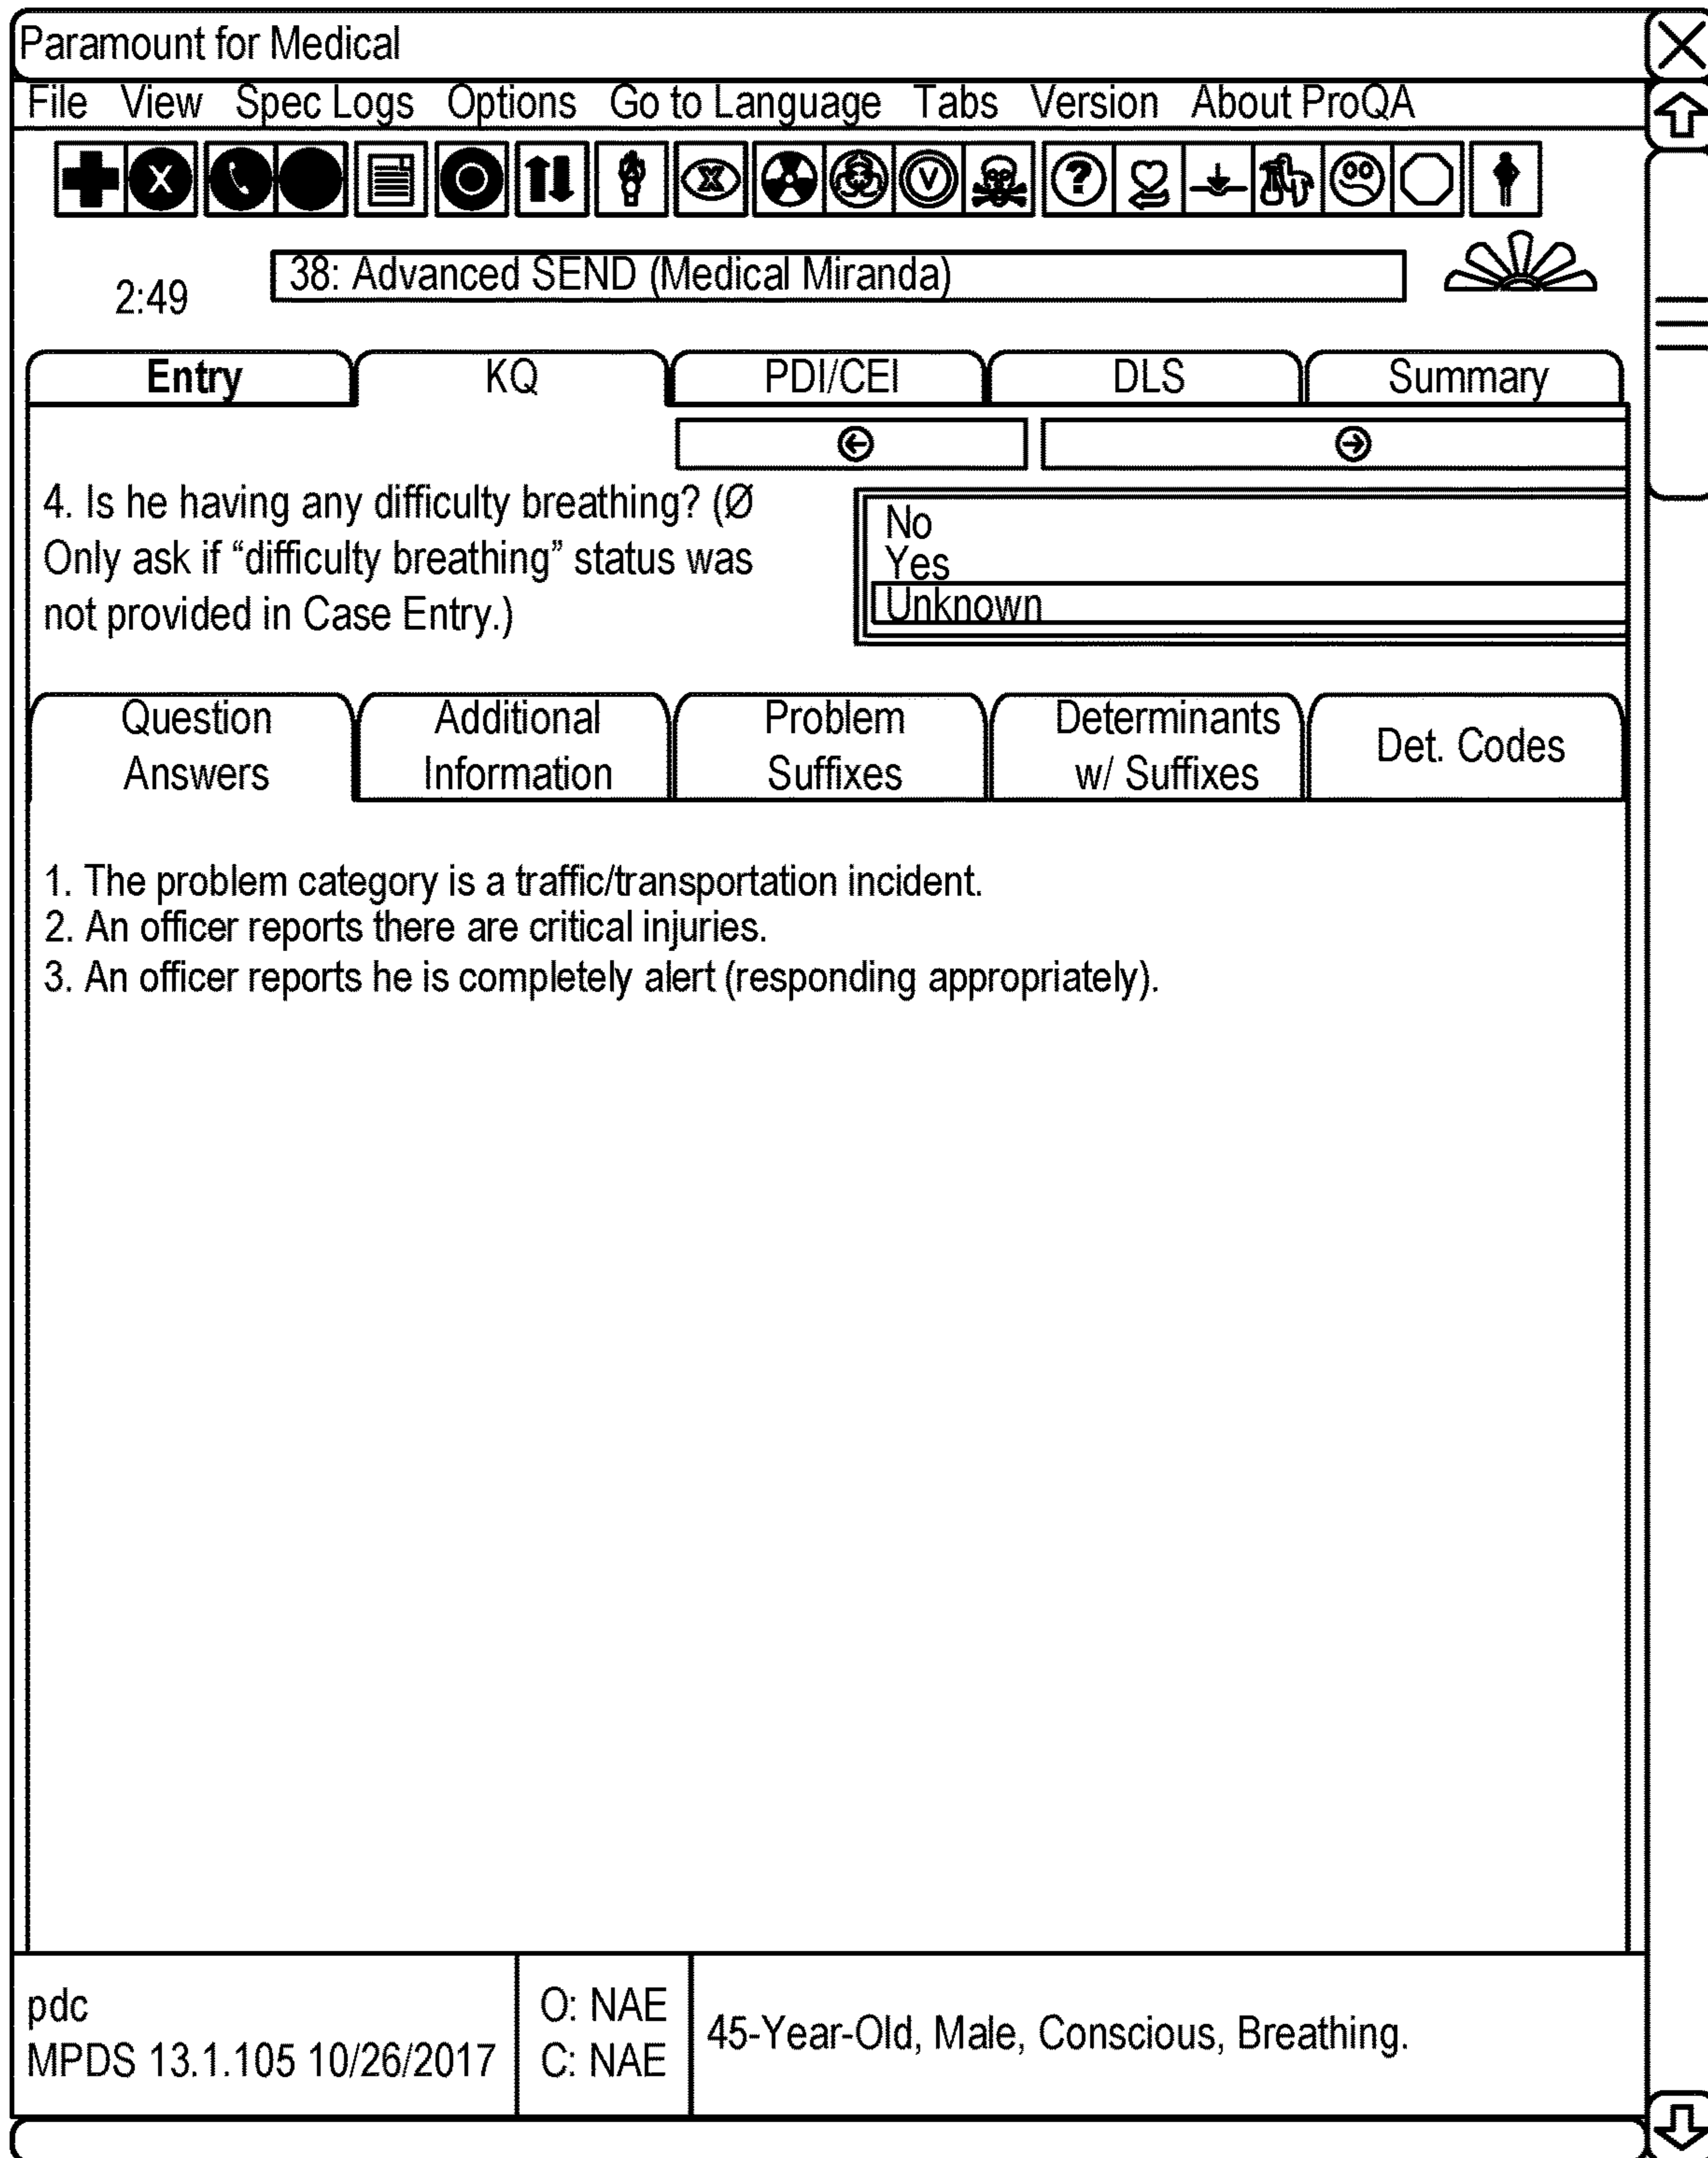 Paramount for Medical
File View Spec Logs Options Go to Language Tabs Version About ProQA
X V ?
2:49
38: Advanced SEND (Medical Miranda)
Entry KQ PDI/CEI DLS Summary
4. Is he having any difficulty breathing? (Ø
Only ask if “difficulty breathing” status was
not provided in Case Entry.)
No
Yes
Unknown
Question Answers
Additional Information
Problem Suffixes
Determinants w/ Suffixes
Det. Codes
1. The problem category is a traffic/transportation incident.
2. An officer reports there are critical injuries.
3. An officer reports he is completely alert (responding appropriately).
pdc
MPDS 13.1.105 10/26/2017
O: NAE
C: NAE
45-Year-Old, Male, Conscious, Breathing.